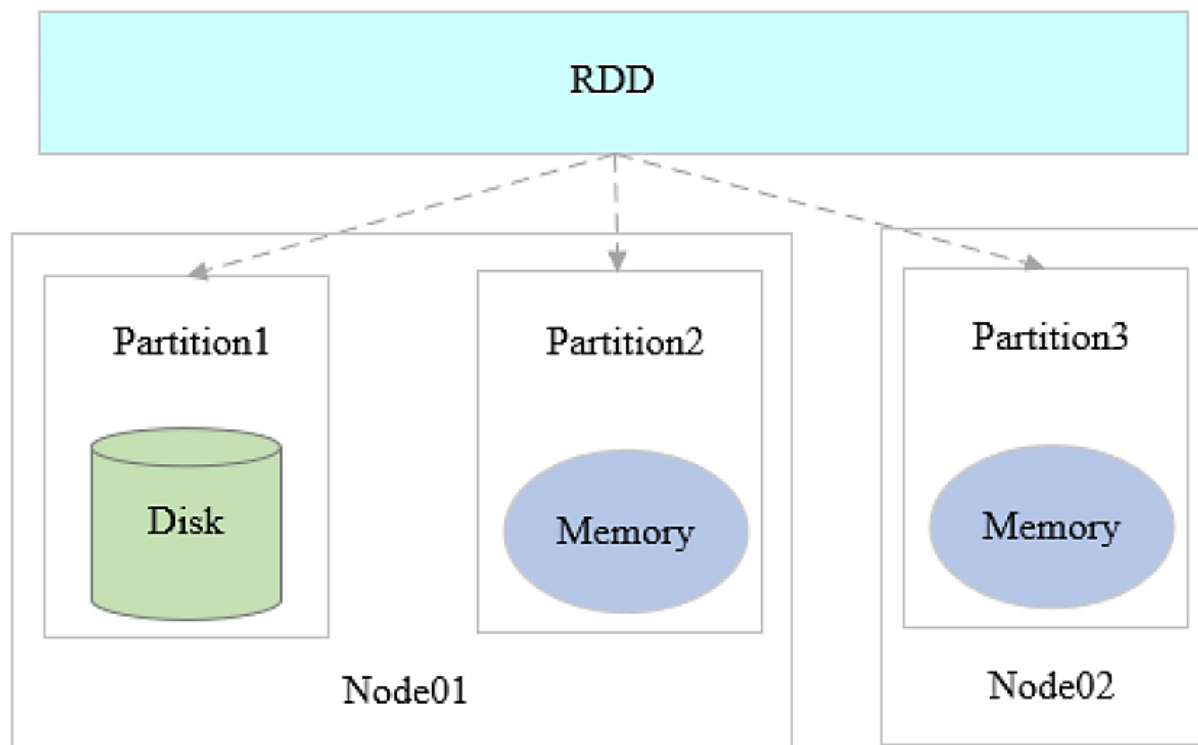 RDD
Partition1
Partition2
Partition3
Disk
Memory
Memory
Node01
Node02